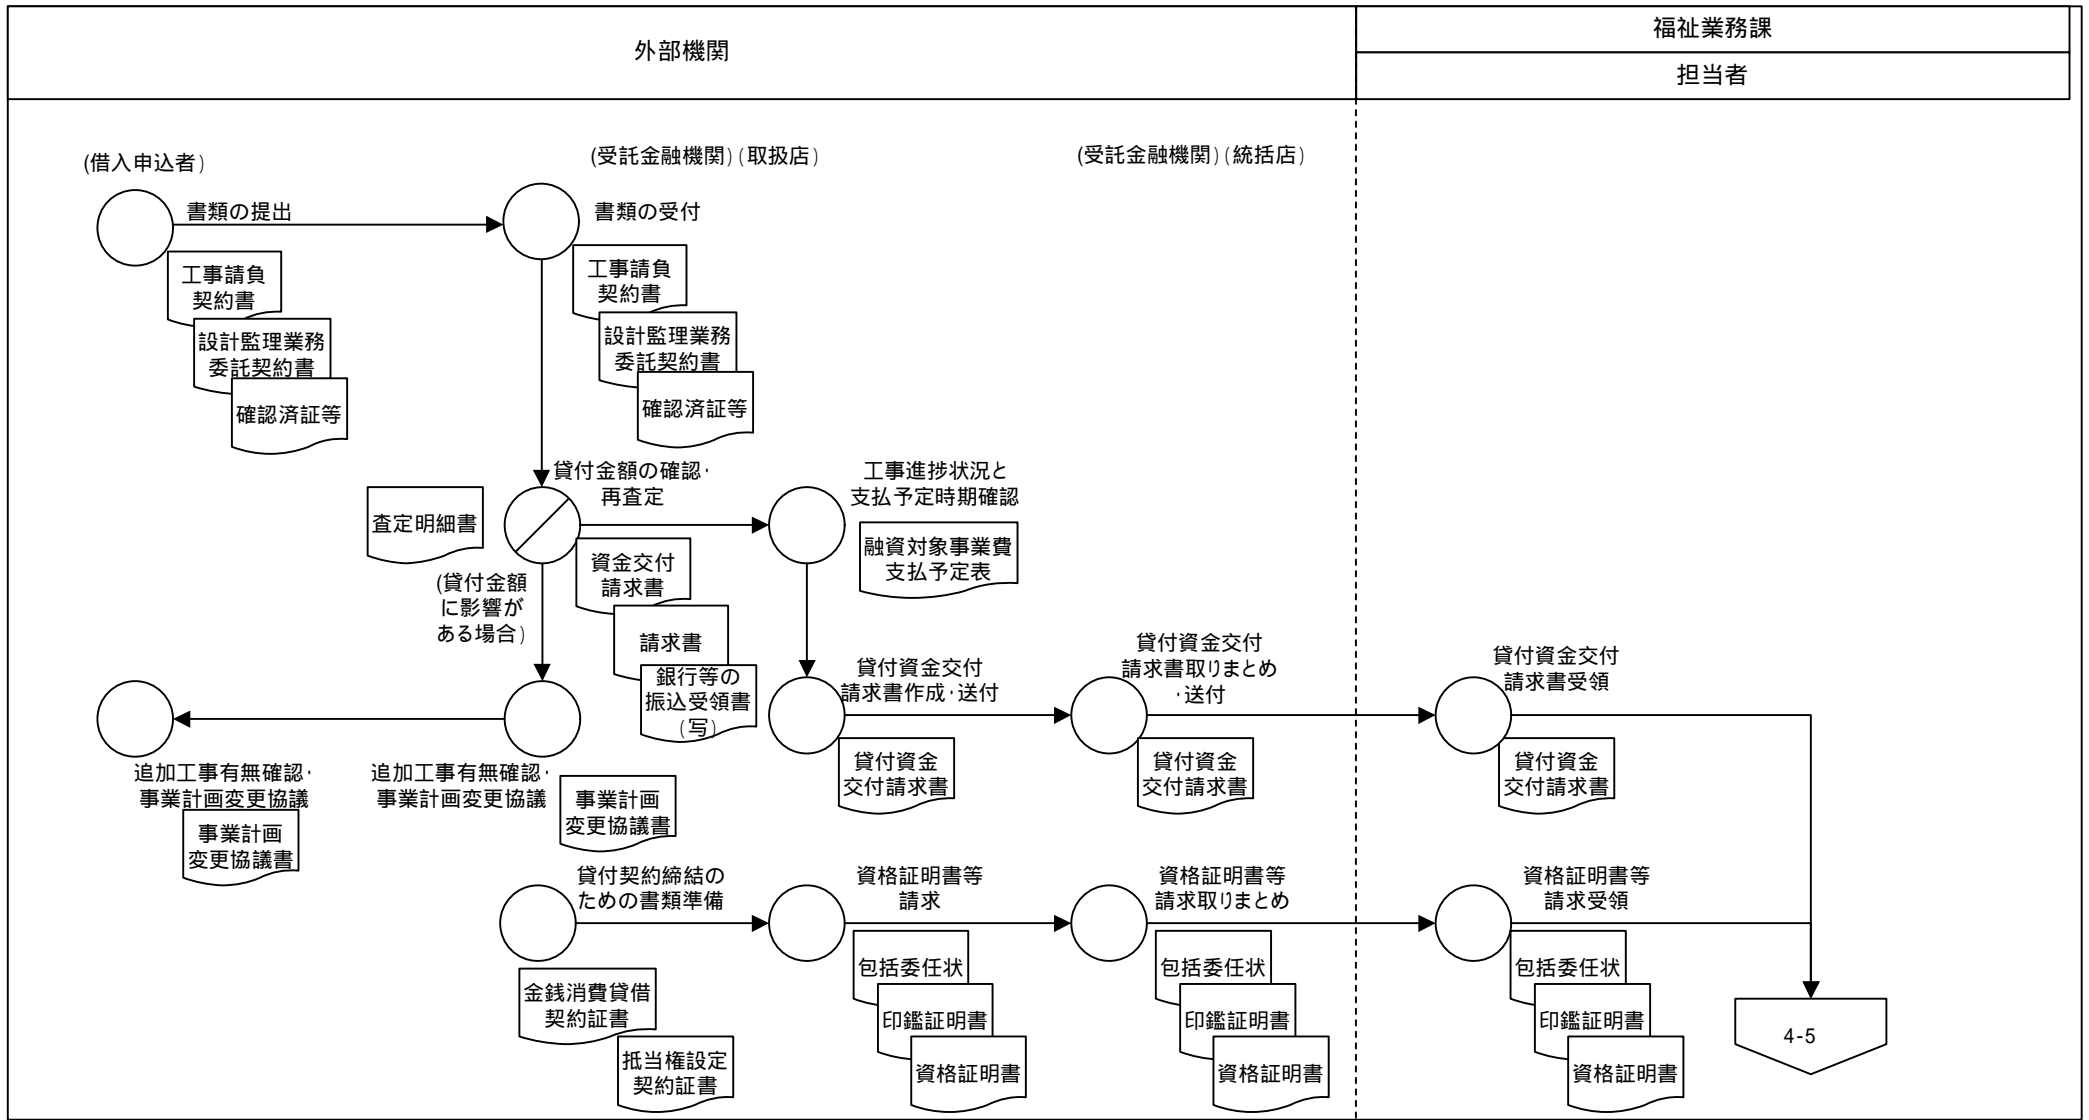 外部機関
福祉業務課
担当者
(借入申込者)
(受託金融機関)(取扱店)
(受託金融機関)(統括店)
書類の提出
書類の受付
工事請負
契約書
設計監理業務
委託契約書
確認済証等
工事請負
契約書
設計監理業務
委託契約書
確認済証等
貸付金額の確認・
再査定
工事進捗状況と
支払予定時期確認
査定明細書
融資対象事業費
支払予定表
資金交付
請求書
請求書
銀行等の
振込受領書
(写)
(貸付金額
に影響が
ある場合)
貸付資金交付
請求書作成・送付
貸付資金交付
請求書取りまとめ
・送付
貸付資金交付
請求書受領
貸付資金
交付請求書
貸付資金
交付請求書
貸付資金
交付請求書
追加工事有無確認・
事業計画変更協議
追加工事有無確認・
事業計画変更協議
事業計画
変更協議書
事業計画
変更協議書
貸付契約締結の
ための書類準備
資格証明書等
請求
資格証明書等
請求取りまとめ
資格証明書等
請求受領
金銭消費貸借
契約証書
抵当権設定
契約証書
包括委任状
印鑑証明書
資格証明書
包括委任状
印鑑証明書
資格証明書
包括委任状
印鑑証明書
資格証明書
4-5